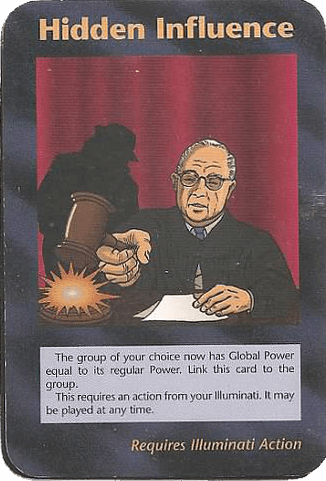 Hidden Influence
The group of your choice now has Global Power
equal to its regular Power. Link this card to the
group.
This requires an action from your Illuminati. It may
be played at any time.
Requires Illuminati Action